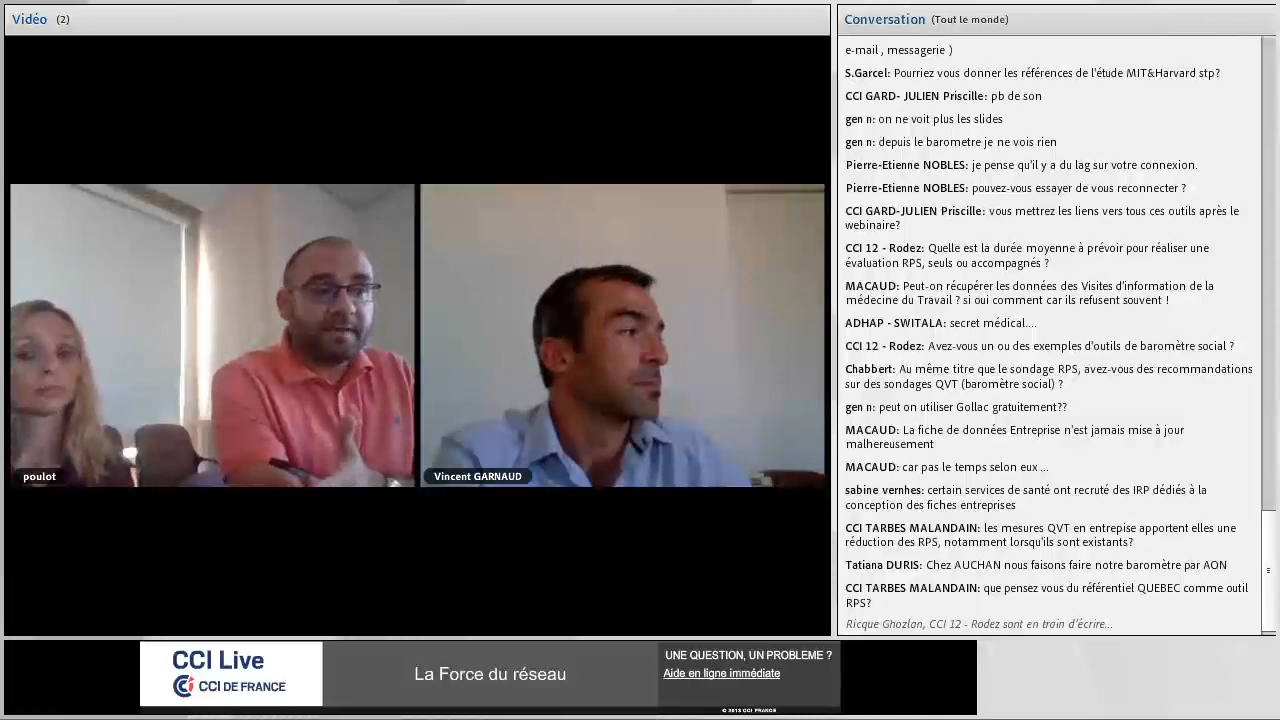 Vidéo (2)
poulot
Vincent GARNAUD
Conversation (Tout le monde)
e-mail , messagerie )
S.Garcel: Pourriez vous donner les références de l'étude MIT&Harvard stp?
CCI GARD- JULIEN Priscille: pb de son
gen n: on ne voit plus les slides
gen n: depuis le barometre je ne vois rien
Pierre-Etienne NOBLES: je pense qu'il y a du lag sur votre connexion.
Pierre-Etienne NOBLES: pouvez-vous essayer de vous reconnecter ?
CCI GARD-JULIEN Priscille: vous mettrez les liens vers tous ces outils après le
webinaire?
CCI 12 - Rodez: Quelle est la durée moyenne à prévoir pour réaliser une
évaluation RPS, seuls ou accompagnés ?
MACAUD: Peut-on récupérer les données des Visites d'information de la
médecine du Travail ? si oui comment car ils refusent souvent !
ADHAP - SWITALA: secret médical....
CCI 12 - Rodez: Avez-vous un ou des exemples d'outils de baromètre social ?
Chabbert: Au même titre que le sondage RPS, avez-vous des recommandations
sur des sondages QVT (baromètre social) ?
gen n: peut on utiliser Gollac gratuitement??
MACAUD: La fiche de données Entreprise n'est jamais mise à jour
malhereusement
MACAUD: car pas le temps selon eux ...
sabine vernhes: certain services de santé ont recruté des IRP dédiés à la
conception des fiches entreprises
CCI TARBES MALANDAIN: les mesures QVT en entrepise apportent elles une
réduction des RPS, notamment lorsqu'ils sont existants?
Tatiana DURIS: Chez AUCHAN nous faisons faire notre baromètre par AON
CCI TARBES MALANDAIN: que pensez vous du référentiel QUEBEC comme outil
RPS?
Ricque Ghozlan, CCI 12 - Rodez sont en train d'écrire...
CCI Live
CCI DE FRANCE
La Force du réseau
UNE QUESTION, UN PROBLEME ?
Aide en ligne immédiate
© 2013 CCI FRANCE